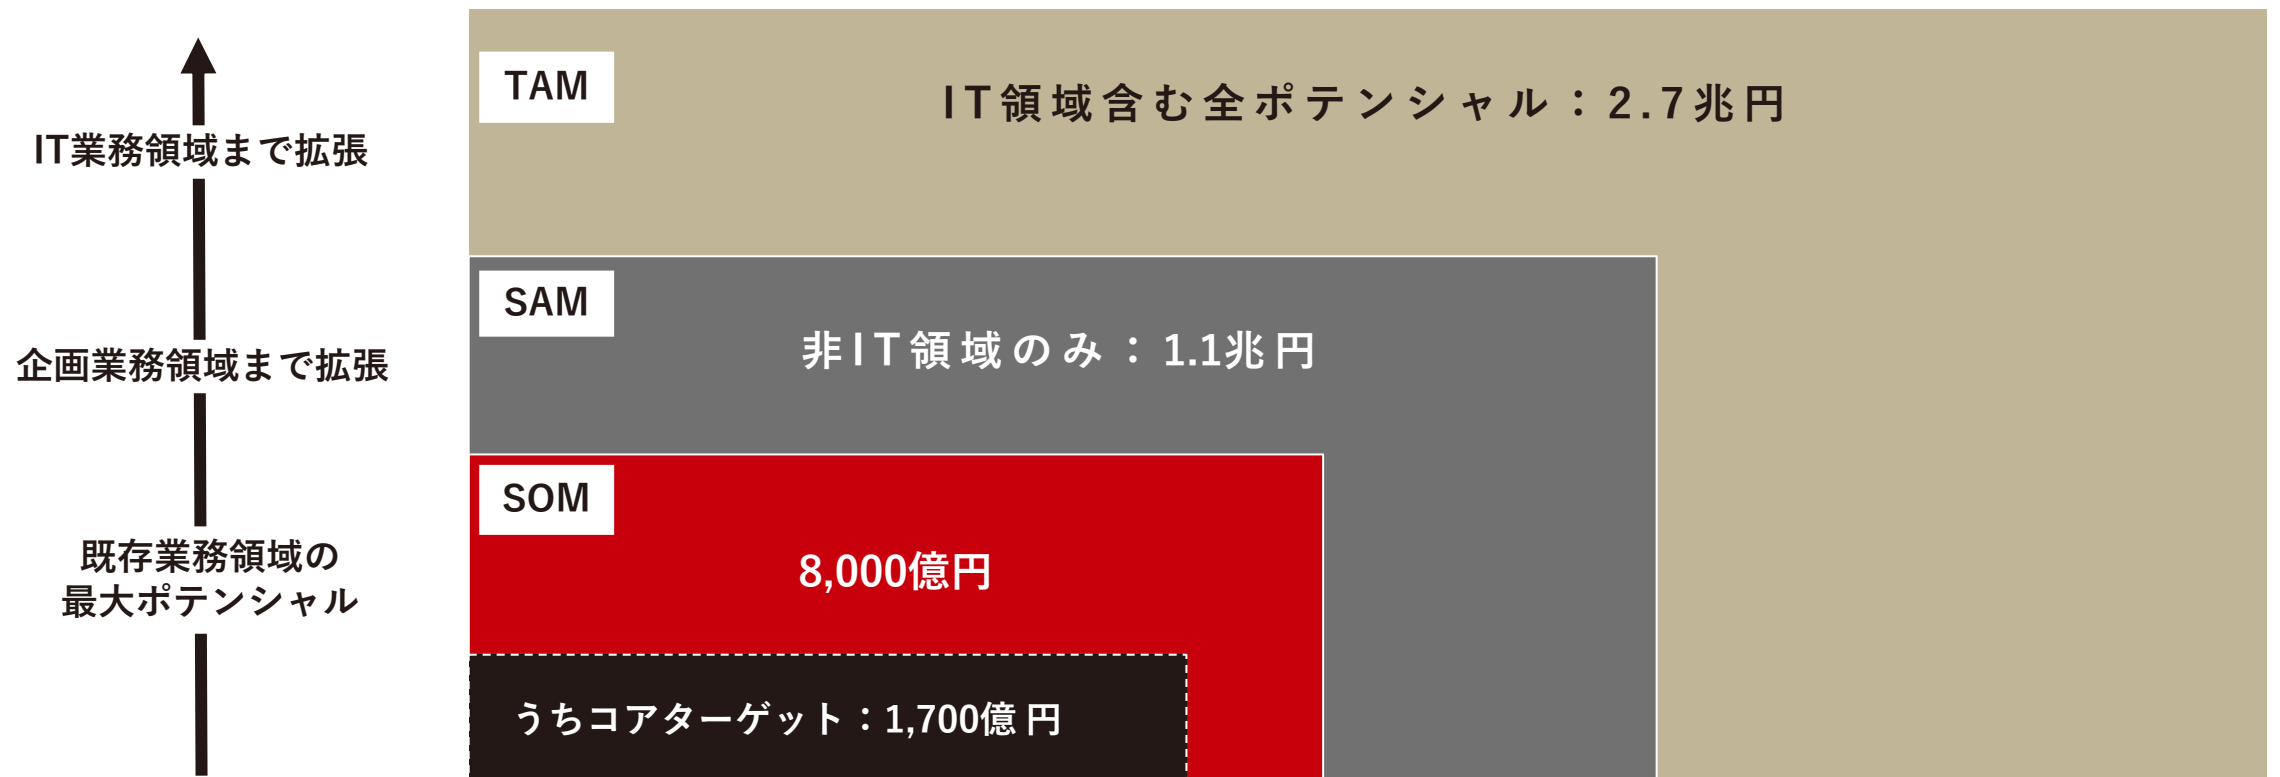 TAM
IT領域含む全ポテンシャル：2.7兆円
IT業務領域まで拡張
SAM
非IT領域のみ：1.1兆円
企画業務領域まで拡張
SOM
8,000億円
既存業務領域の
最大ポテンシャル
うちコアターゲット：1,700億円